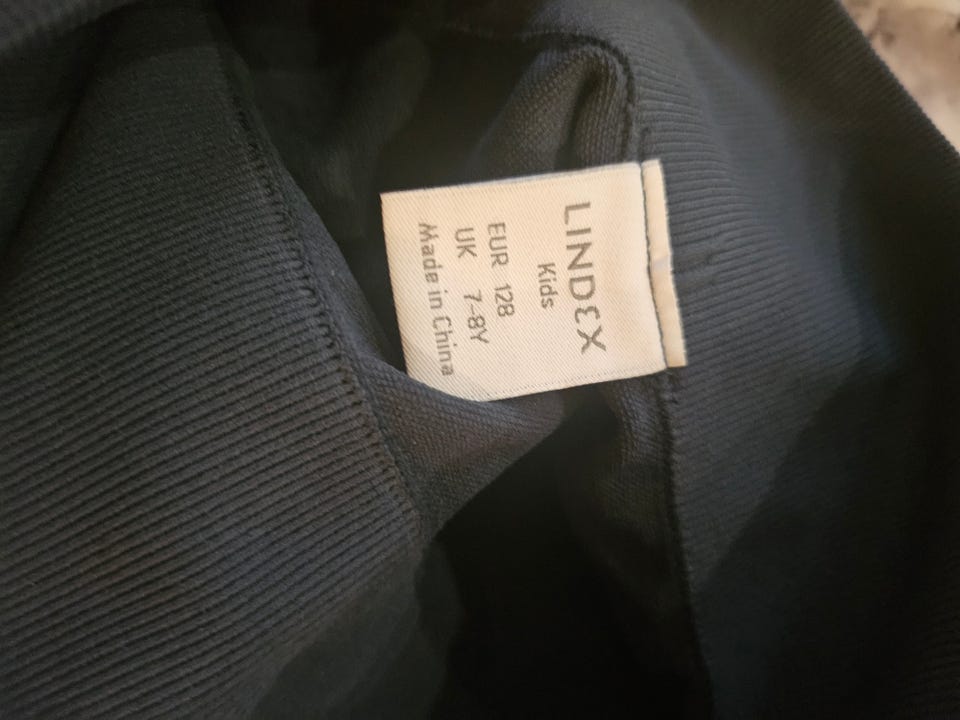 LINDEX
Kids
EUR 128
UK 7-8Y
Made in China